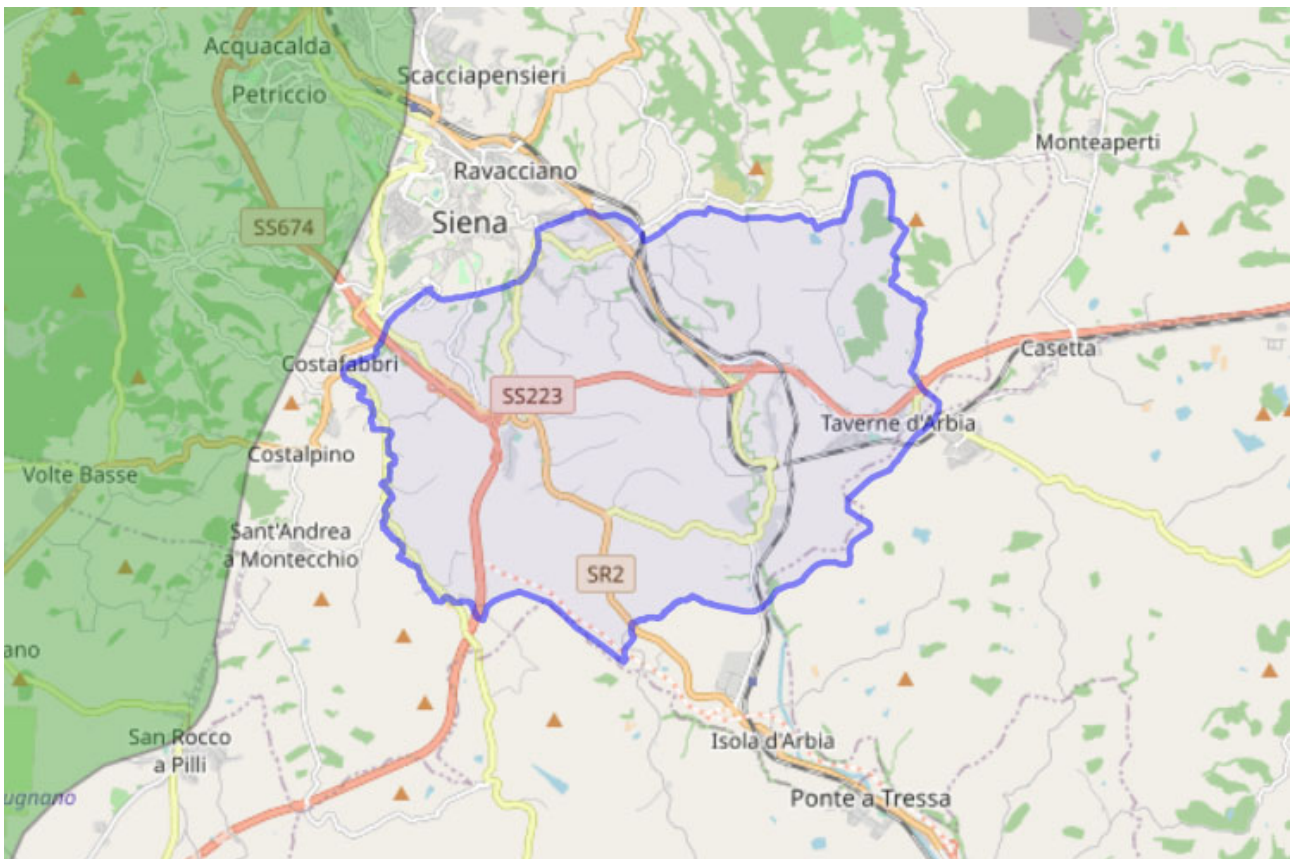 Acquacalda
Scacciapensieri
Petriccio
Monteaperti
Ravacciano
Siena
SS674
Costafabbri
Casetta
SS223
Taverne d'Arbia
Costalpino
Volte Basse
Sant'Andrea
a Montecchio
SR2
ano
San Rocco
a Pilli
Isola d'Arbia
ugnano
Ponte a Tressa